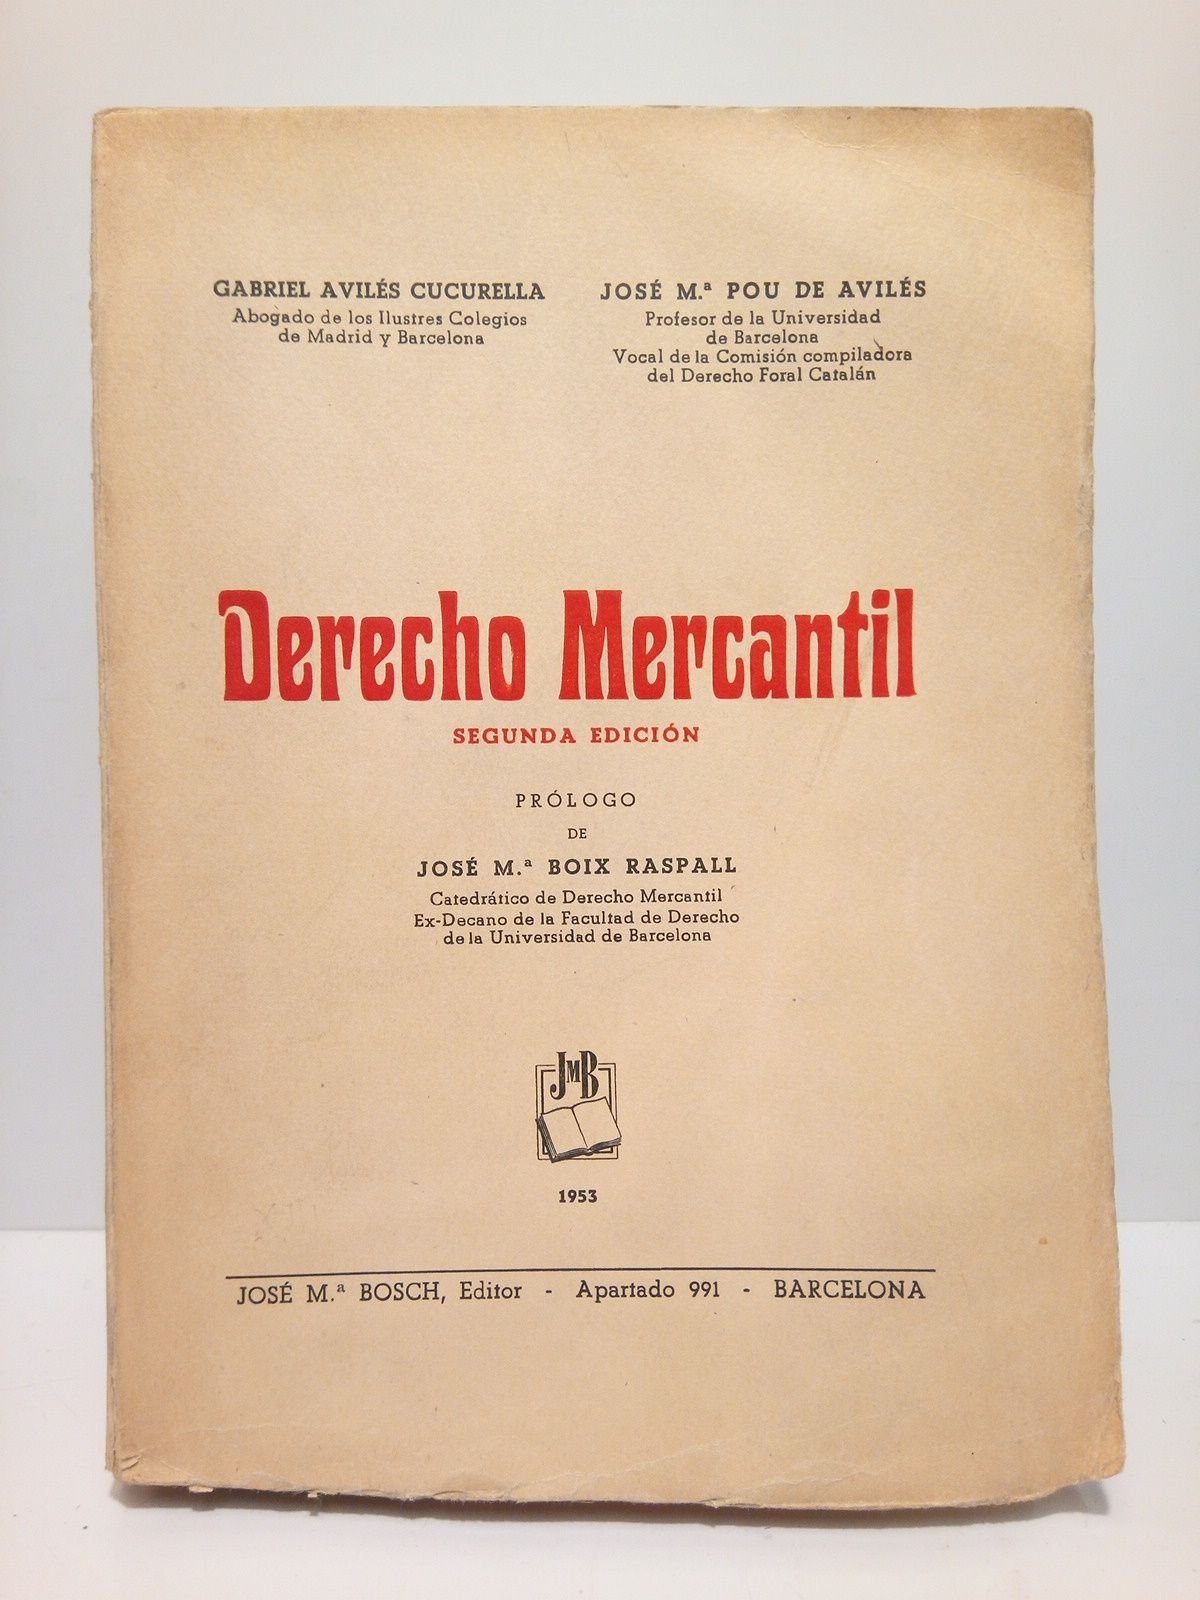 GABRIEL AVILÉS CUCURELLA
Abogado de los Ilustres Colegios
de Madrid y Barcelona
JOSÉ M.ª POU DE AVILÉS
Profesor de la Universidad
de Barcelona
Vocal de la Comisión compiladora
del Derecho Foral Catalán
Derecho Mercantil
SEGUNDA EDICIÓN
PRÓLOGO
DE
JOSÉ M.ª BOIX RASPALL
Catedrático de Derecho Mercantil
Ex-Decano de la Facultad de Derecho
de la Universidad de Barcelona
JMB
1953
JOSÉ M.ª BOSCH, Editor - Apartado 991 - BARCELONA